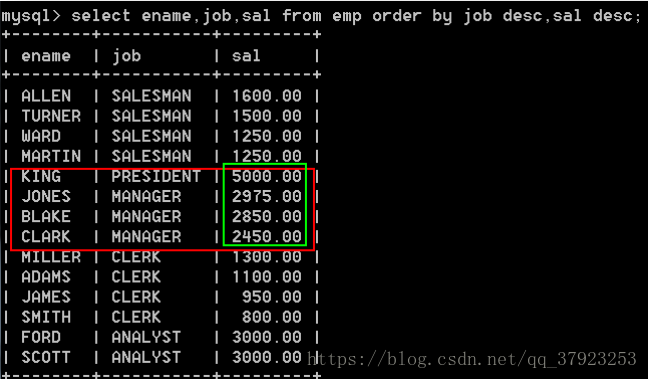 mysql> select ename,job,sal from emp order by job desc,sal desc;
+--------+-----------+---------+
| ename | job | sal |
+--------+-----------+---------+
| ALLEN | SALESMAN | 1600.00 |
| TURNER | SALESMAN | 1500.00 |
| WARD | SALESMAN | 1250.00 |
| MARTIN | SALESMAN | 1250.00 |
| KING | PRESIDENT | 5000.00 |
| JONES | MANAGER | 2975.00 |
| BLAKE | MANAGER | 2850.00 |
| CLARK | MANAGER | 2450.00 |
| MILLER | CLERK | 1300.00 |
| ADAMS | CLERK | 1100.00 |
| JAMES | CLERK | 950.00 |
| SMITH | CLERK | 800.00 |
| FORD | ANALYST | 3000.00 |
| SCOTT | ANALYST | 3000.00 |
+--------+-----------+---------+
https://blog.csdn.net/qq_37923253